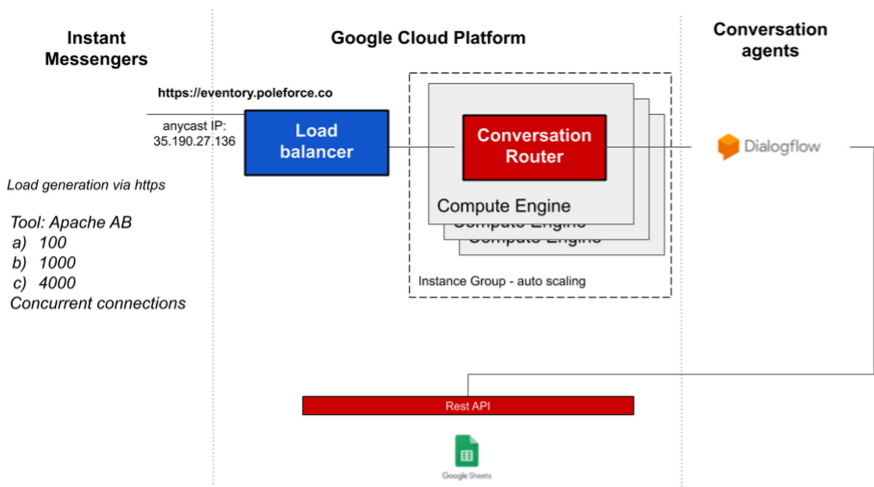 Instant
Messengers
Google Cloud Platform
Conversation
agents
https://eventory.poleforce.co
anycast IP:
35.190.27.136
Load
balancer
Conversation
Router
Dialogflow
Compute Engine
Compute Engine
Compute Engine
Instance Group - auto scaling
Load generation via https
Tool: Apache AB
a) 100
b) 1000
c) 4000
Concurrent connections
Rest API
Google Sheets